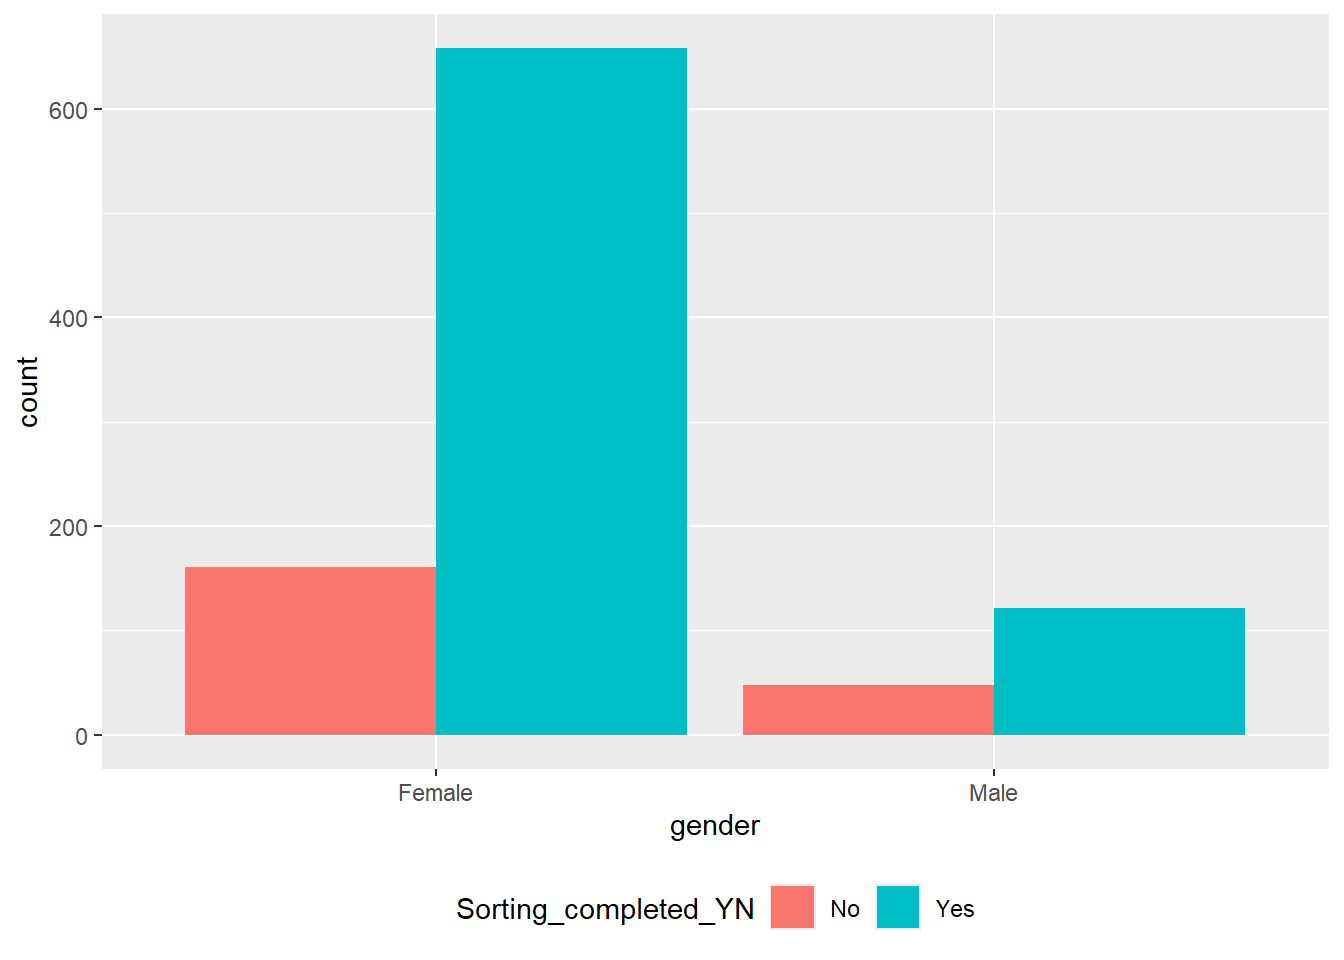 600
400
200
0
count
Female Male
gender
Sorting_completed_YN No Yes